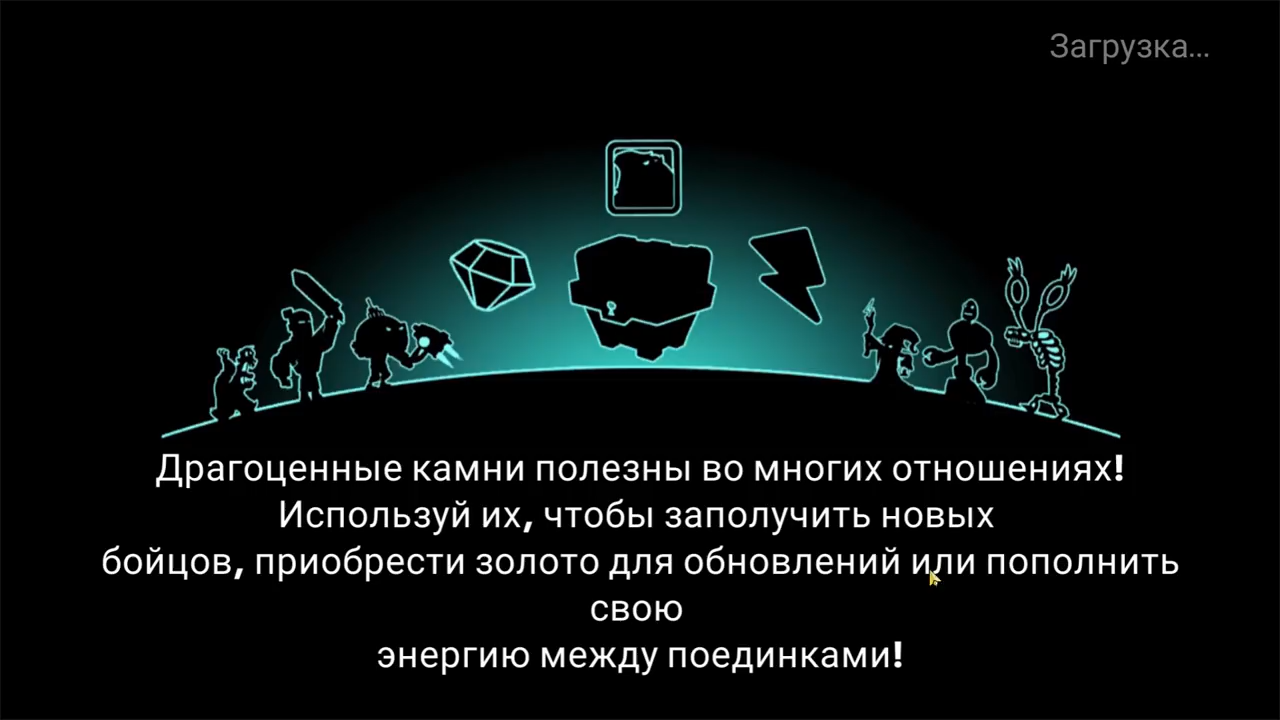 Загрузка...
Драгоценные камни полезны во многих отношениях!
Используй их, чтобы заполучить новых
бойцов, приобрести золото для обновлений или пополнить
свою
энергию между поединками!